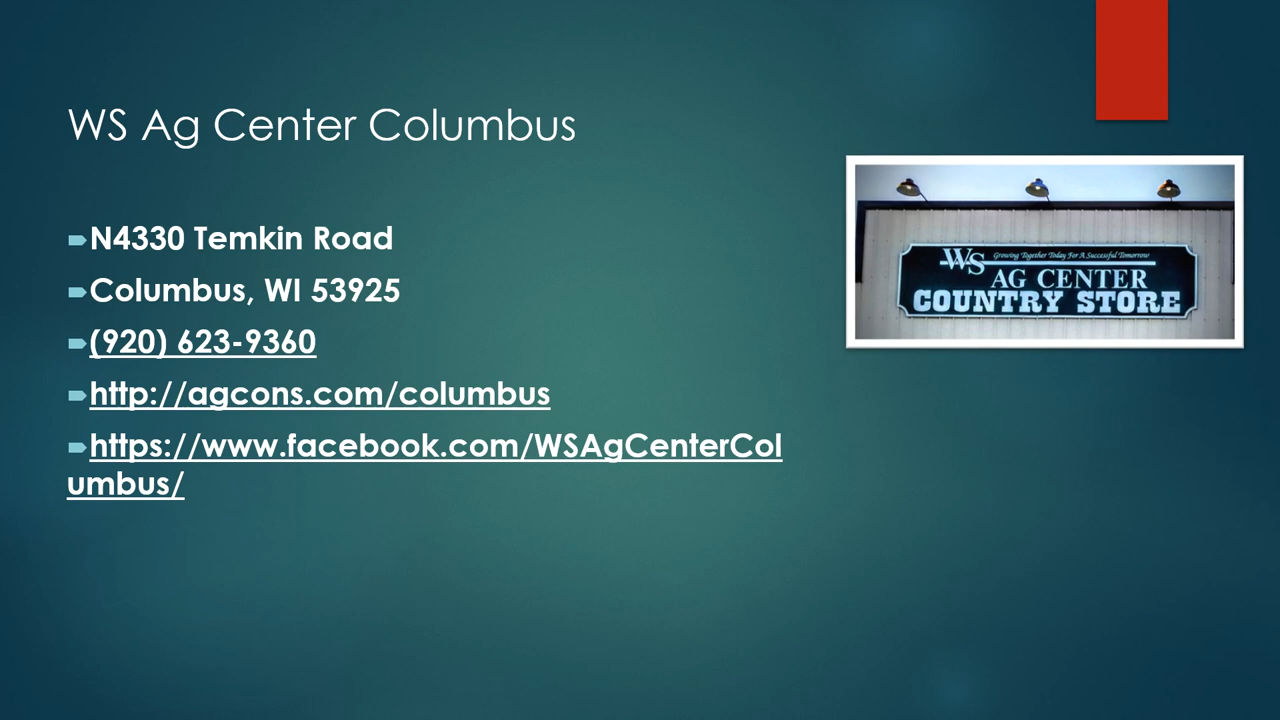 WS Ag Center Columbus
N4330 Temkin Road
Columbus, WI 53925
(920) 623-9360
http://agcons.com/columbus
https://www.facebook.com/WSAgCenterCol
umbus/
WS Growing Together Today For A Successful Tomorrow
AG CENTER
COUNTRY STORE